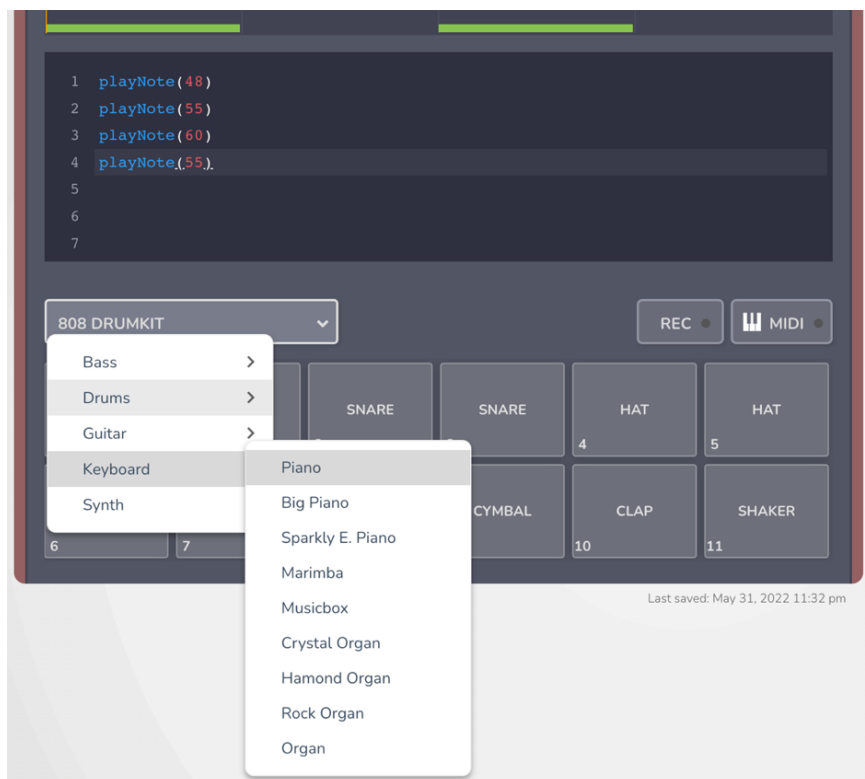 1 playNote(48)
2 playNote(55)
3 playNote(60)
4 playNote(55)
5
6
7
808 DRUMKIT
REC
MIDI
Bass
Drums
Guitar
Keyboard
Synth
SNARE
SNARE
HAT
4
HAT
5
Piano
Big Piano
Sparkly E. Piano
Marimba
Musicbox
Crystal Organ
Hamond Organ
Rock Organ
Organ
6
7
CYMBAL
CLAP
10
SHAKER
11
Last saved: May 31, 2022 11:32 pm